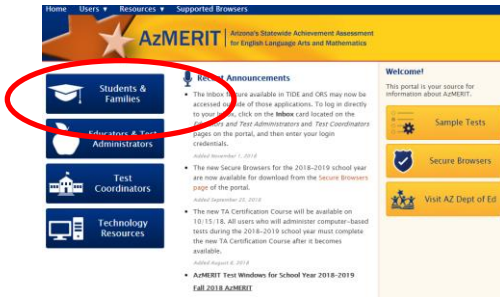 Home Users ▾ Resources ▾ Supported Browsers
AzMERIT
Arizona's Statewide Achievement Assessment
for English Language Arts and Mathematics
Students &
Families
Educators & Test
Administrators
Test
Coordinators
Technology
Resources
Recent Announcements
• The Inbox feature available in TIDE and ORS may now be
accessed outside of those applications. To log in directly
to your Inbox, click on the Inbox card located on the
Educators and Test Administrators and Test Coordinators
pages on the portal, and then enter your login
credentials.
Added November 1, 2018
• The new Secure Browsers for the 2018-2019 school year
are now available for download from the Secure Browsers
page of the portal.
Added September 20, 2018
• The new TA Certification Course will be available on
10/15/18. All users who will administer computer-based
tests during the 2018-2019 school year must complete
the new TA Certification Course after it becomes
available.
Added August 8, 2018
• AzMERIT Test Windows for School Year 2018-2019
Fall 2018 AzMERIT
Welcome!
This portal is your source for
information about AzMERIT.
Sample Tests
Secure Browsers
Visit AZ Dept of Ed